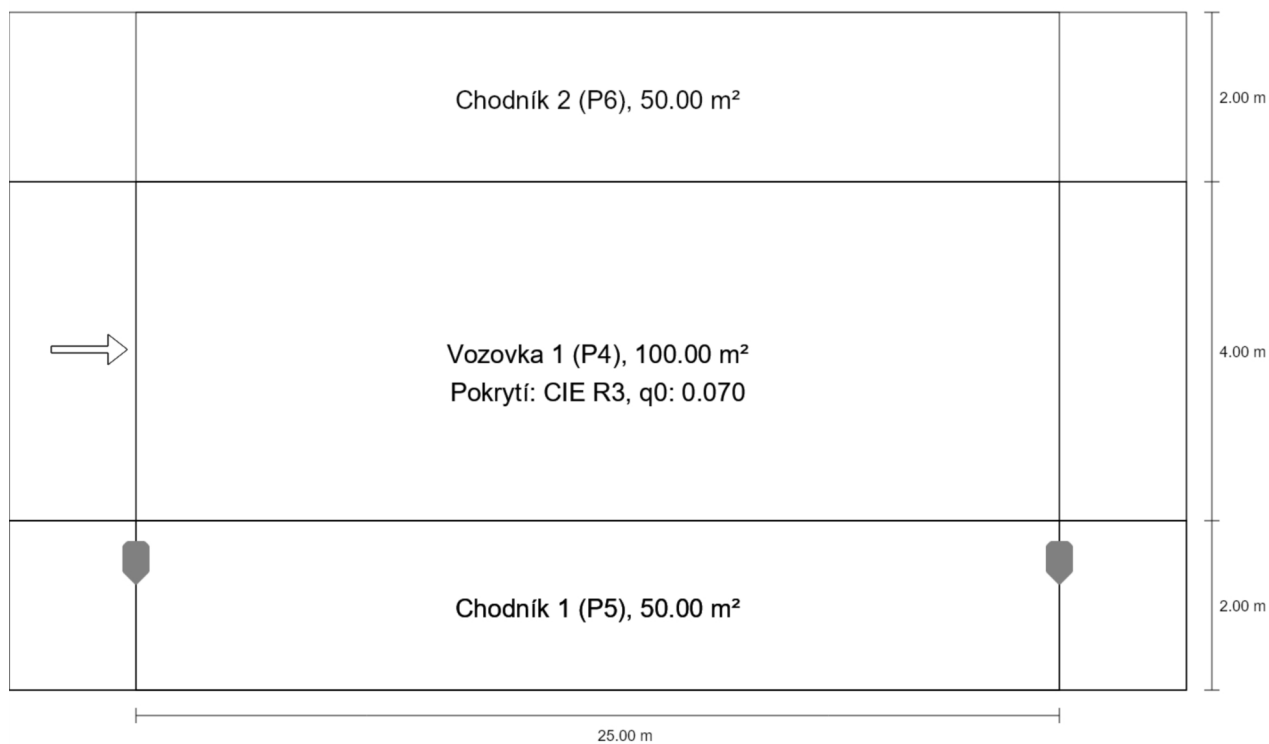 Chodník 2 (P6), 50.00 m²
2.00 m
Vozovka 1 (P4), 100.00 m²
Pokrytí: CIE R3, q0: 0.070
4.00 m
Chodník 1 (P5), 50.00 m²
2.00 m
25.00 m